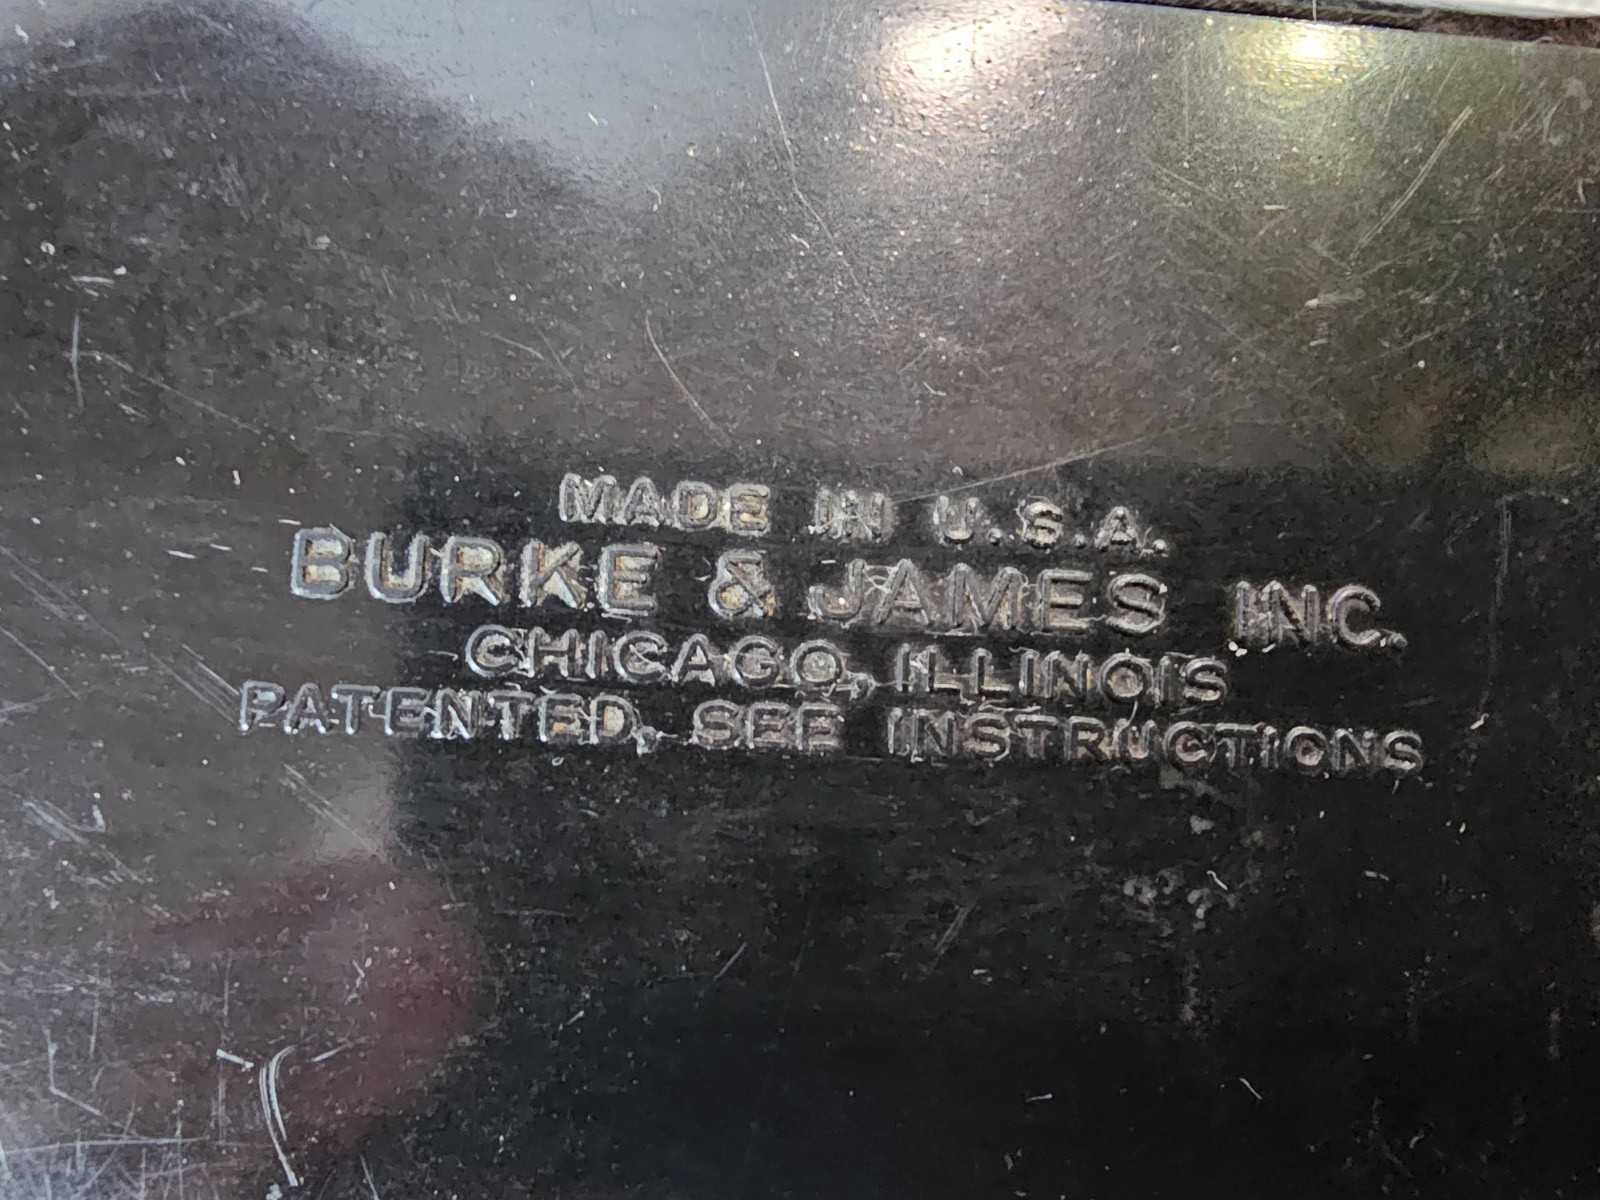 MADE IN U.S.A.
BURKE & JAMES INC.
CHICAGO, ILLINOIS
PATENTED, SEE INSTRUCTIONS